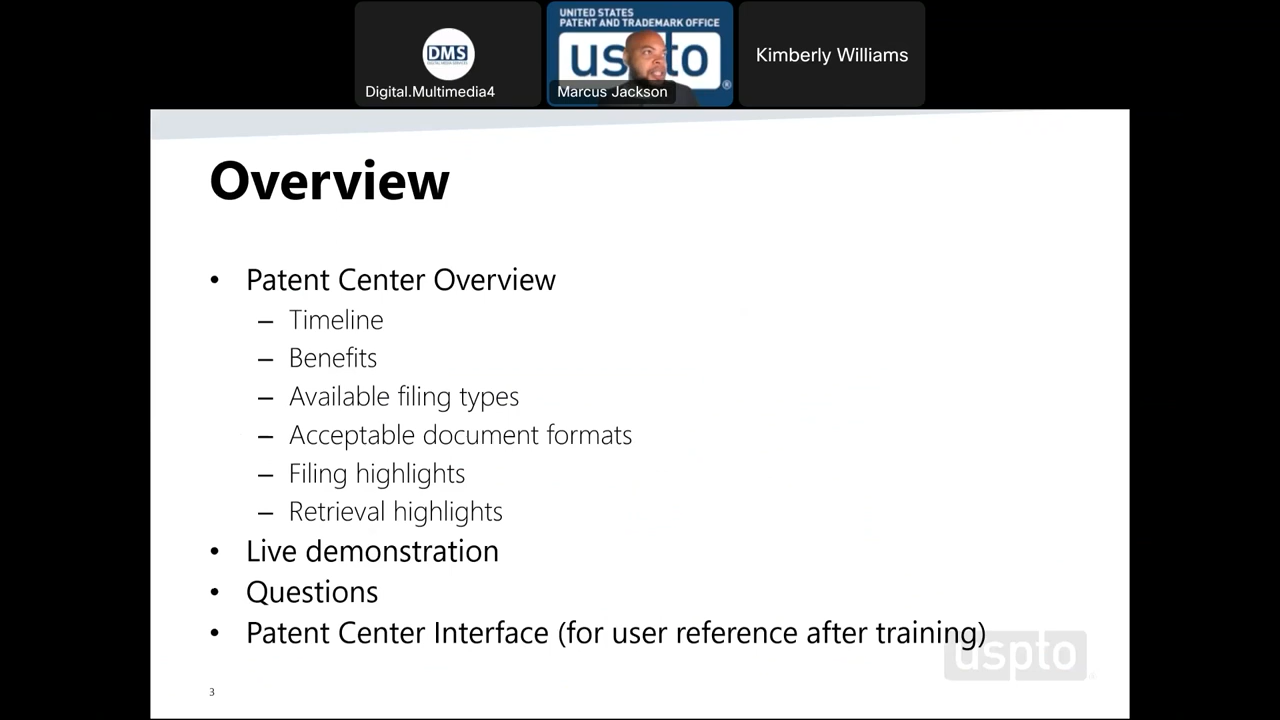 DMS
Digital.Multimedia4
UNITED STATES
PATENT AND TRADEMARK OFFICE
uspto
®
Marcus Jackson
Kimberly Williams
Overview
• Patent Center Overview
– Timeline
– Benefits
– Available filing types
– Acceptable document formats
– Filing highlights
– Retrieval highlights
• Live demonstration
• Questions
• Patent Center Interface (for user reference after training)
uspto
3